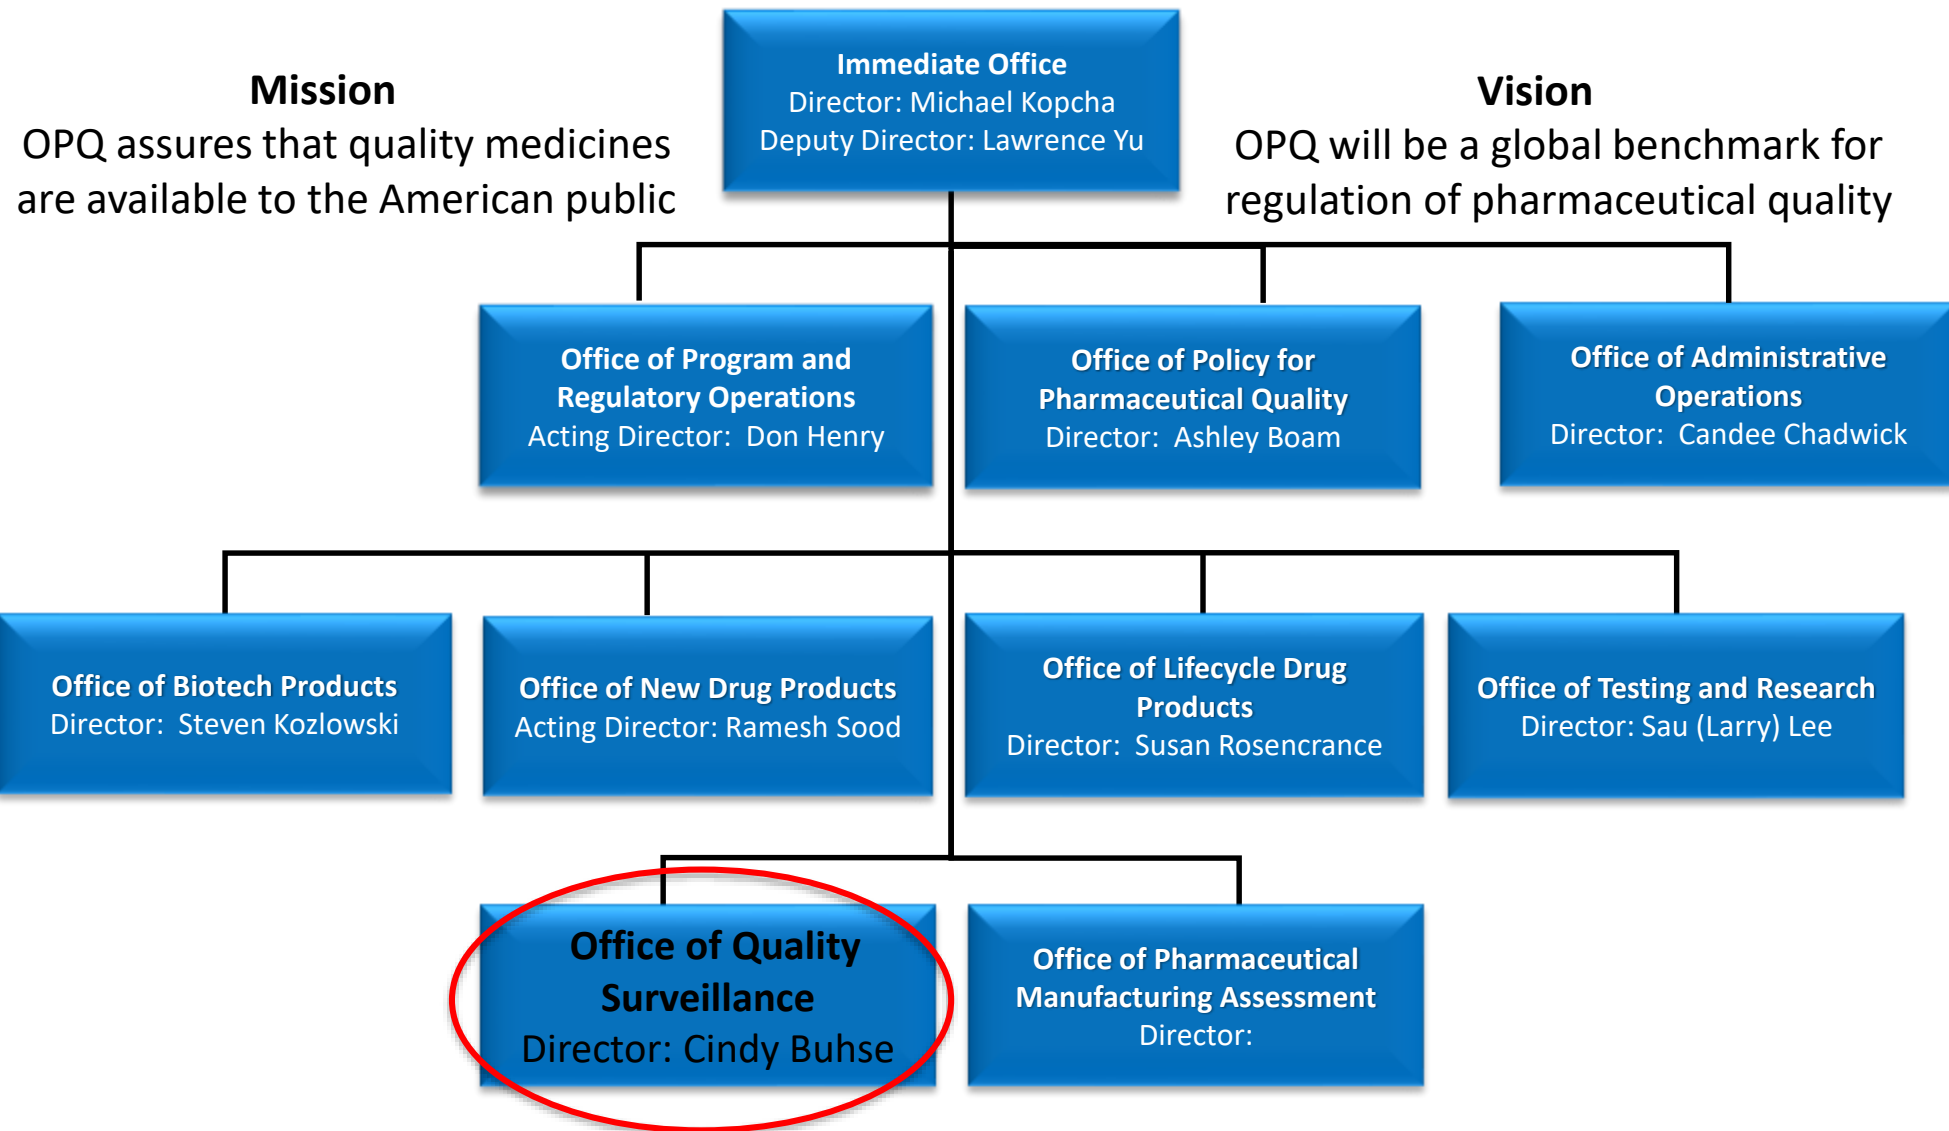 Immediate Office
Director: Michael Kopcha
Deputy Director: Lawrence Yu
Mission
OPQ assures that quality medicines
are available to the American public
Vision
OPQ will be a global benchmark for
regulation of pharmaceutical quality
Office of Program and
Regulatory Operations
Acting Director: Don Henry
Office of Policy for
Pharmaceutical Quality
Director: Ashley Boam
Office of Administrative
Operations
Director: Candee Chadwick
Office of Biotech Products
Director: Steven Kozlowski
Office of New Drug Products
Acting Director: Ramesh Sood
Office of Lifecycle Drug
Products
Director: Susan Rosencrance
Office of Testing and Research
Director: Sau (Larry) Lee
Office of Quality
Surveillance
Director: Cindy Buhse
Office of Pharmaceutical
Manufacturing Assessment
Director: